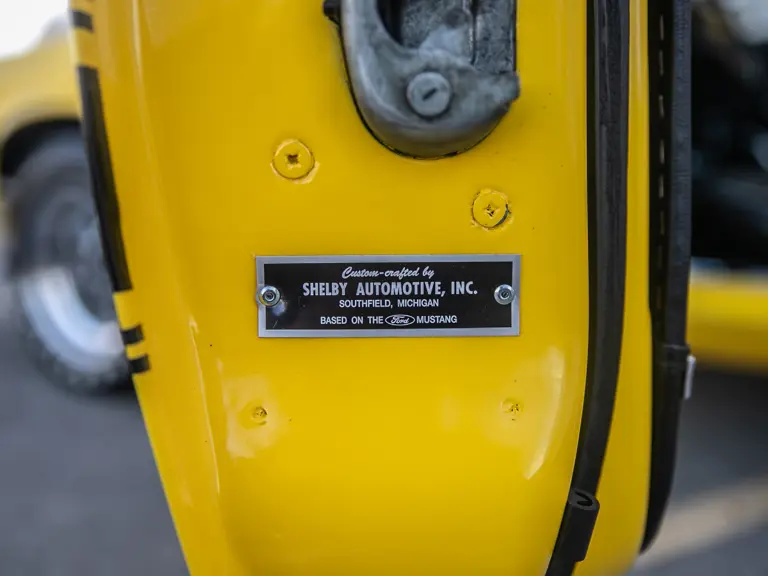 Custom-crafted by
SHELBY AUTOMOTIVE, INC.
SOUTHFIELD, MICHIGAN
BASED ON THE Ford MUSTANG